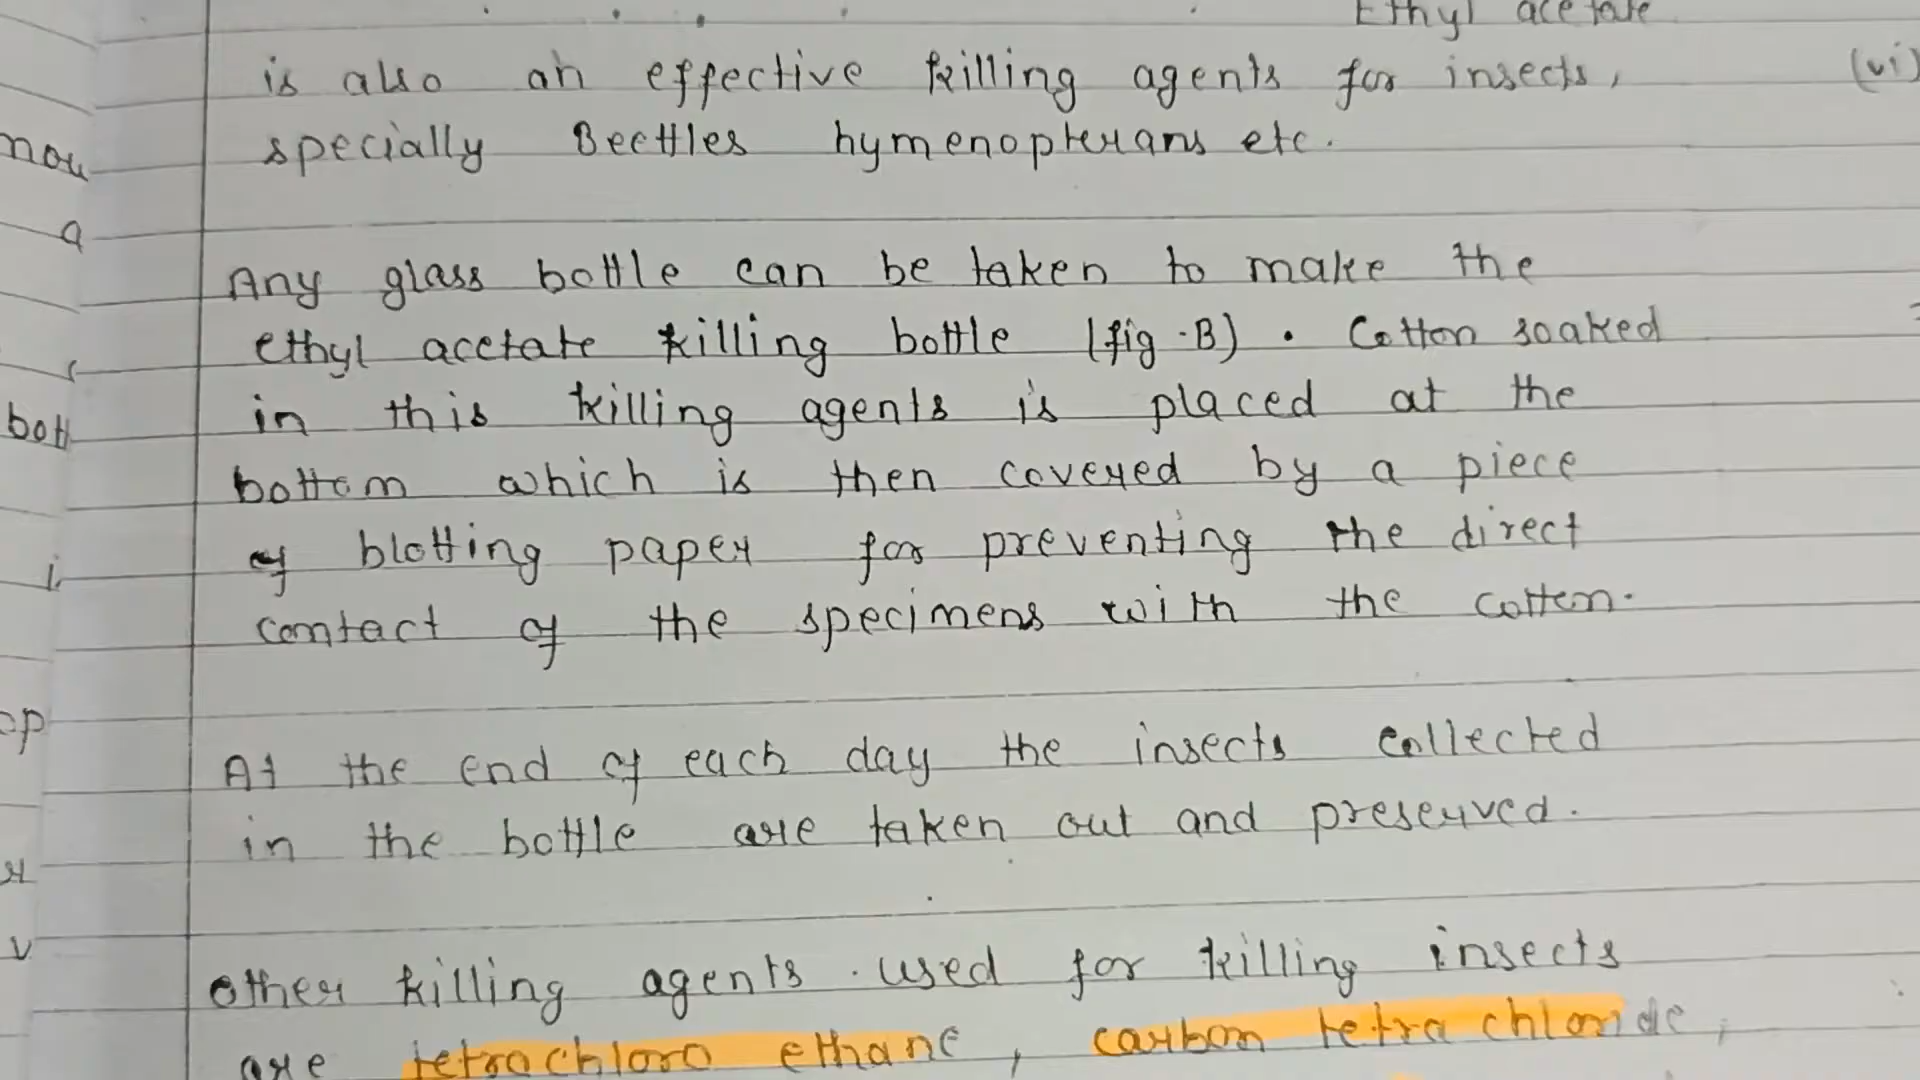 Ethyl acetate
is also an effective killing agents for insects, (vi)
specially Beettles hymenopterans etc.
Any glass bottle can be taken to make the
ethyl acetate killing bottle (fig·B). Cotton soaked
in this killing agents is placed at the
bottom which is then covered by a piece
of blotting paper for preventing the direct
contact of the specimens with the cotton.
At the end of each day the insects collected
in the bottle are taken out and preserved.
Other killing agents used for killing insects
are tetrachloro ethane, carbon tetra chloride,